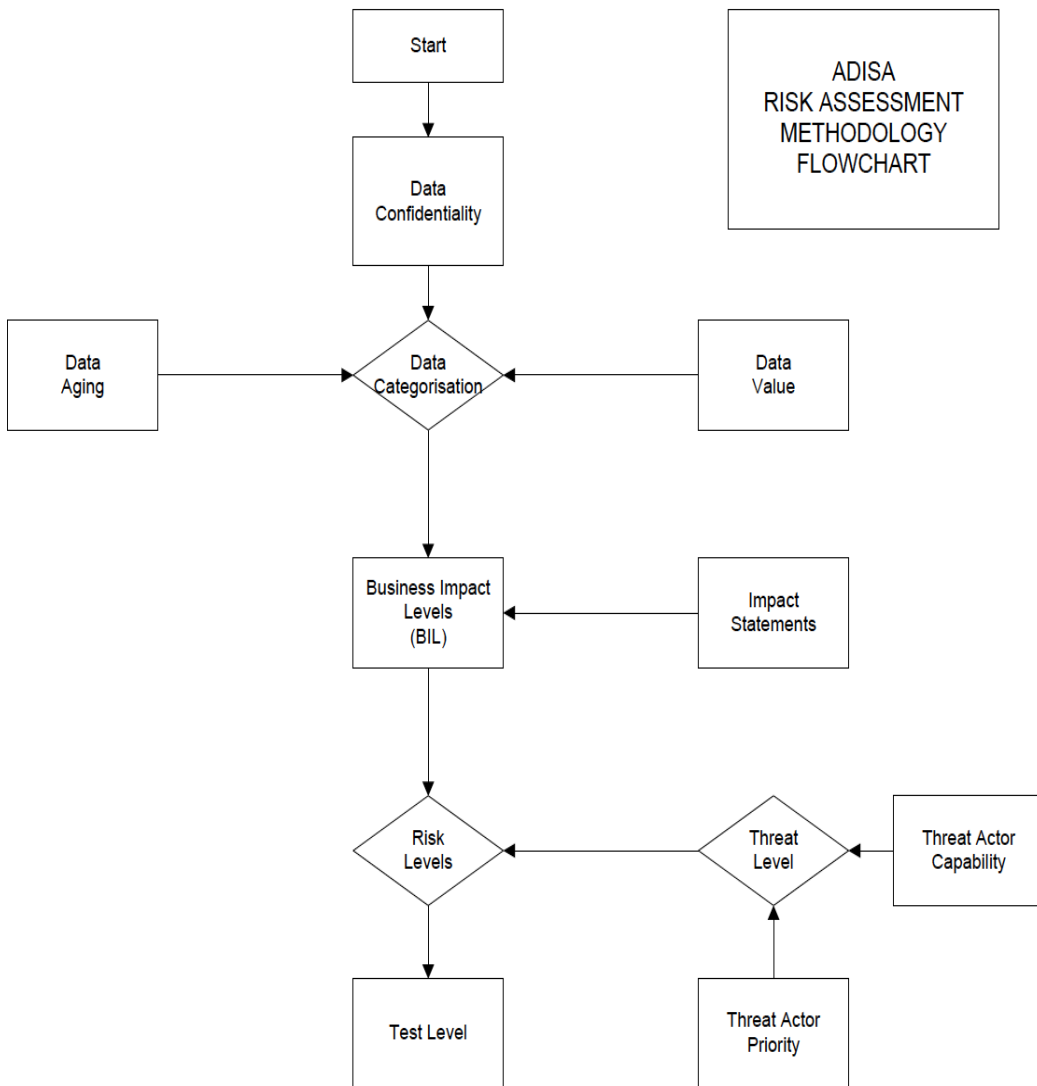 Start
ADISA
RISK ASSESSMENT
METHODOLOGY
FLOWCHART
Data
Confidentiality
Data
Aging
Data
Categorisation
Data
Value
Business Impact
Levels
(BIL)
Impact
Statements
Risk
Levels
Threat
Level
Threat Actor
Capability
Test Level
Threat Actor
Priority